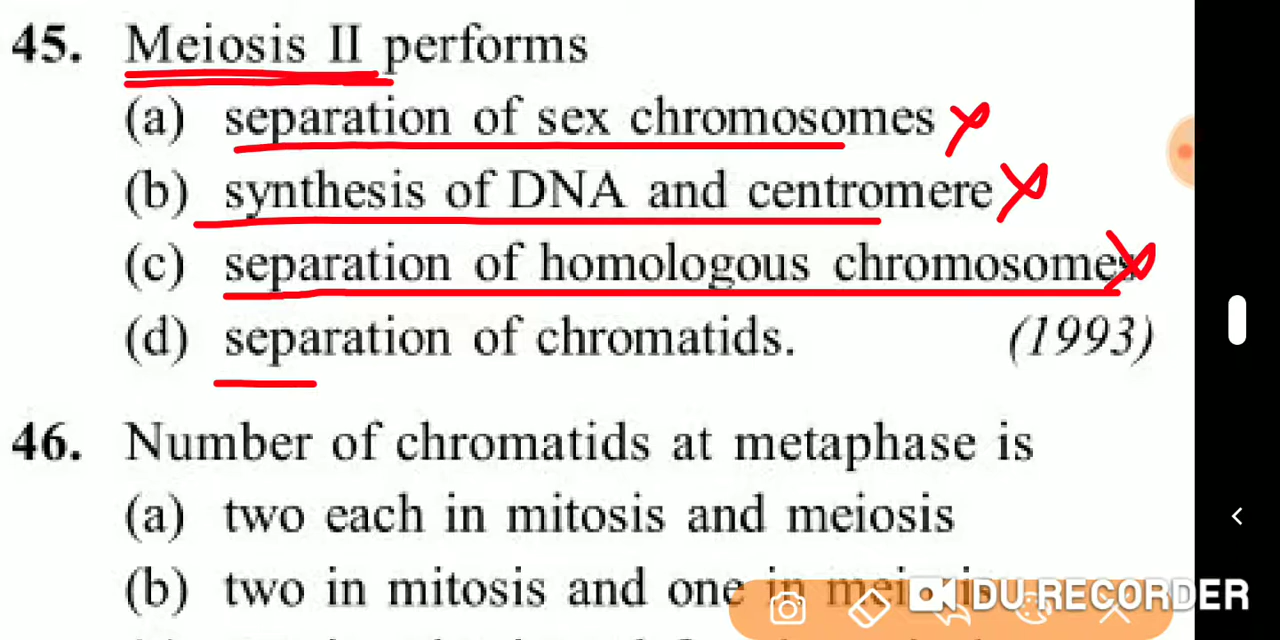 45. Meiosis II performs
(a) separation of sex chromosomes
(b) synthesis of DNA and centromere
(c) separation of homologous chromosomes
(d) separation of chromatids. (1993)
46. Number of chromatids at metaphase is
(a) two each in mitosis and meiosis
(b) two in mitosis and one in meiosis
DU RECORDER